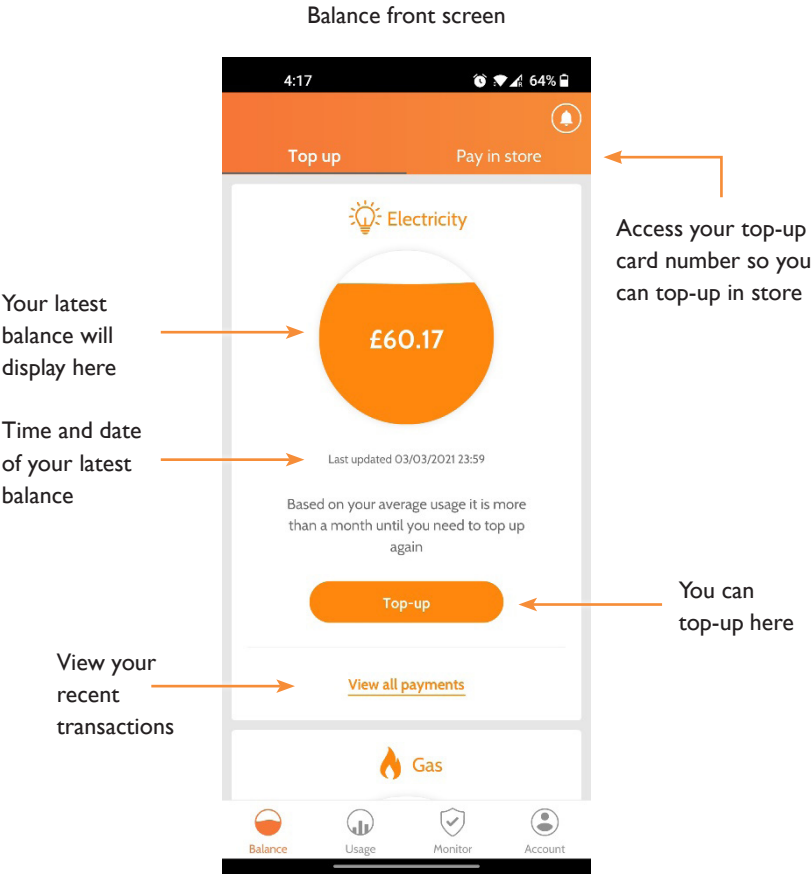 Balance front screen
4:17
64%
Top up
Pay in store
Electricity
Access your top-up
card number so you
can top-up in store
Your latest
balance will
display here
£60.17
Time and date
of your latest
balance
Last updated 03/03/2021 23:59
Based on your average usage it is more
than a month until you need to top up
again
Top-up
You can
top-up here
View your
recent
transactions
View all payments
Gas
Balance
Usage
Monitor
Account